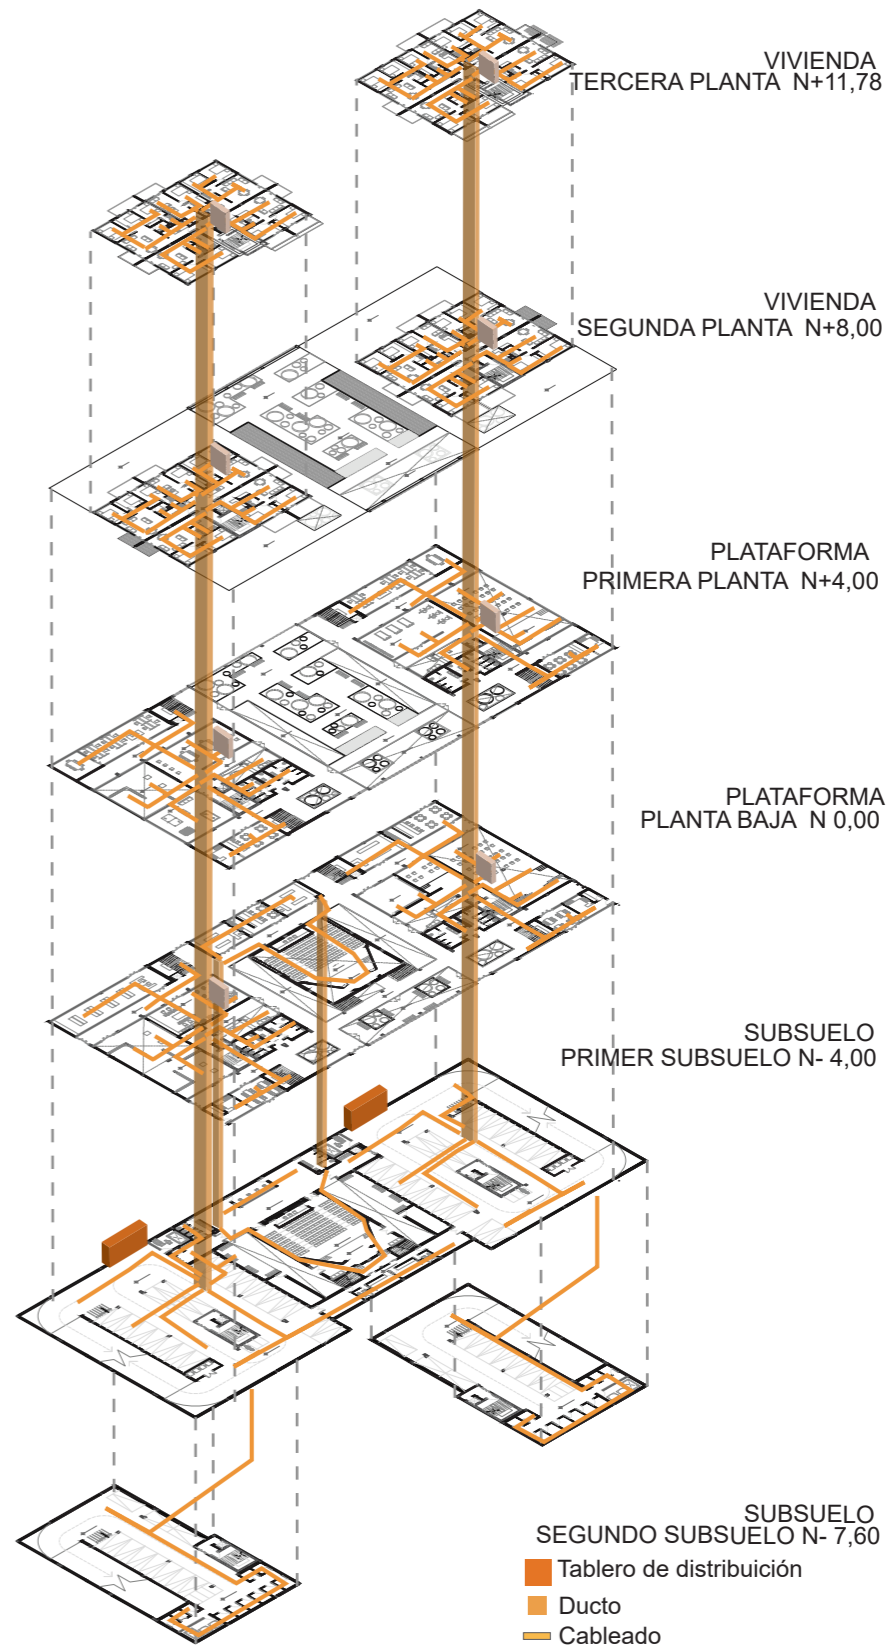 VIVIENDA
TERCERA PLANTA N+11,78
VIVIENDA
SEGUNDA PLANTA N+8,00
PLATAFORMA
PRIMERA PLANTA N+4,00
PLATAFORMA
PLANTA BAJA N 0,00
SUBSUELO
PRIMER SUBSUELO N- 4,00
SUBSUELO
SEGUNDO SUBSUELO N- 7,60
Tablero de distribuición
Ducto
Cableado